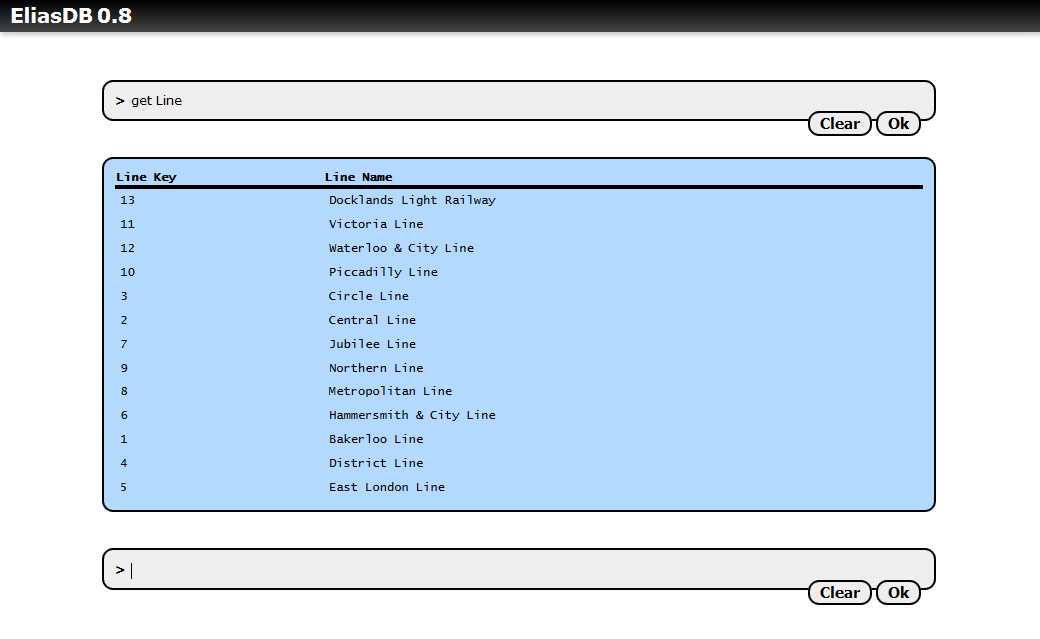 EliasDB 0.8
> get Line
Clear Ok
Line Key Line Name
13 Docklands Light Railway
11 Victoria Line
12 Waterloo & City Line
10 Piccadilly Line
3 Circle Line
2 Central Line
7 Jubilee Line
9 Northern Line
8 Metropolitan Line
6 Hammersmith & City Line
1 Bakerloo Line
4 District Line
5 East London Line
>
Clear Ok